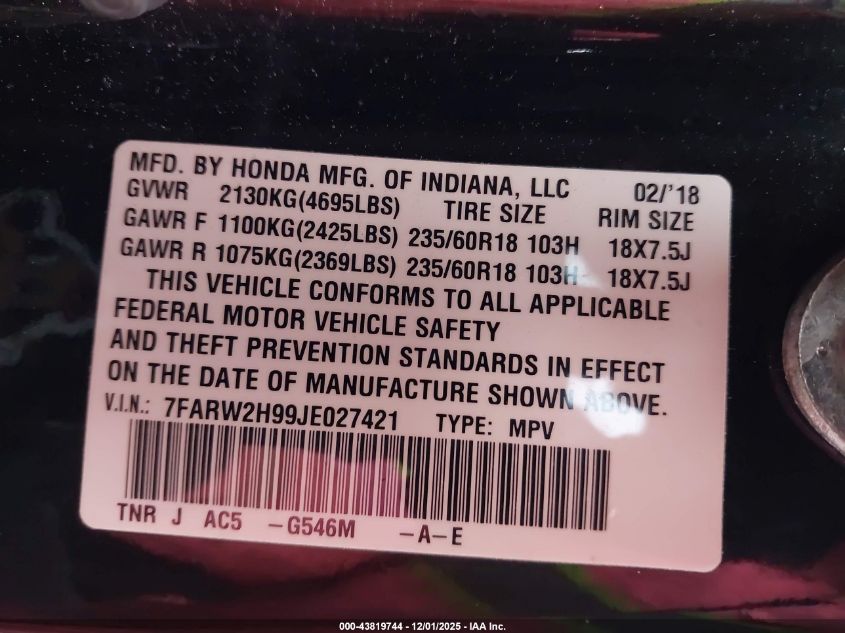 MFD. BY HONDA MFG. OF INDIANA, LLC 02/'18
GVWR 2130KG(4695LBS) TIRE SIZE RIM SIZE
GAWR F 1100KG(2425LBS) 235/60R18 103H 18X7.5J
GAWR R 1075KG(2369LBS) 235/60R18 103H 18X7.5J
THIS VEHICLE CONFORMS TO ALL APPLICABLE
FEDERAL MOTOR VEHICLE SAFETY
AND THEFT PREVENTION STANDARDS IN EFFECT
ON THE DATE OF MANUFACTURE SHOWN ABOVE.
V.I.N.: 7FARW2H99JE027421 TYPE: MPV
TNR J AC5 -G546M -A-E
000-43819744 - 12/01/2025 - IAA Inc.